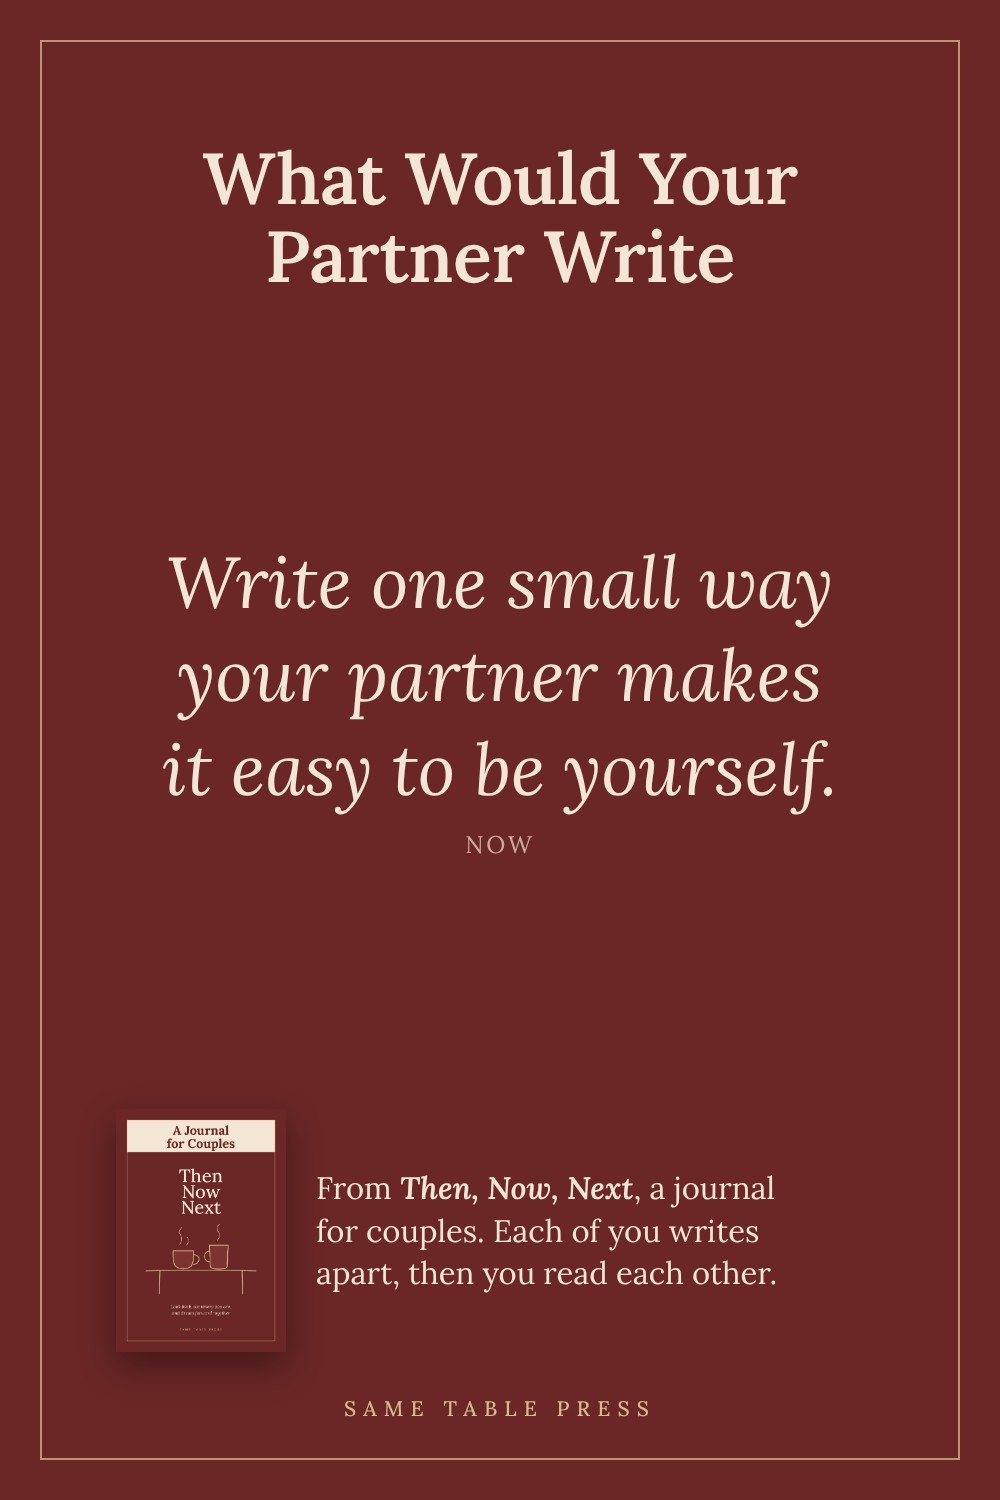 What Would Your
Partner Write
Write one small way
your partner makes
it easy to be yourself.
NOW
A Journal
for Couples
Then
Now
Next
From Then, Now, Next, a journal
for couples. Each of you writes
apart, then you read each other.
SAME TABLE PRESS